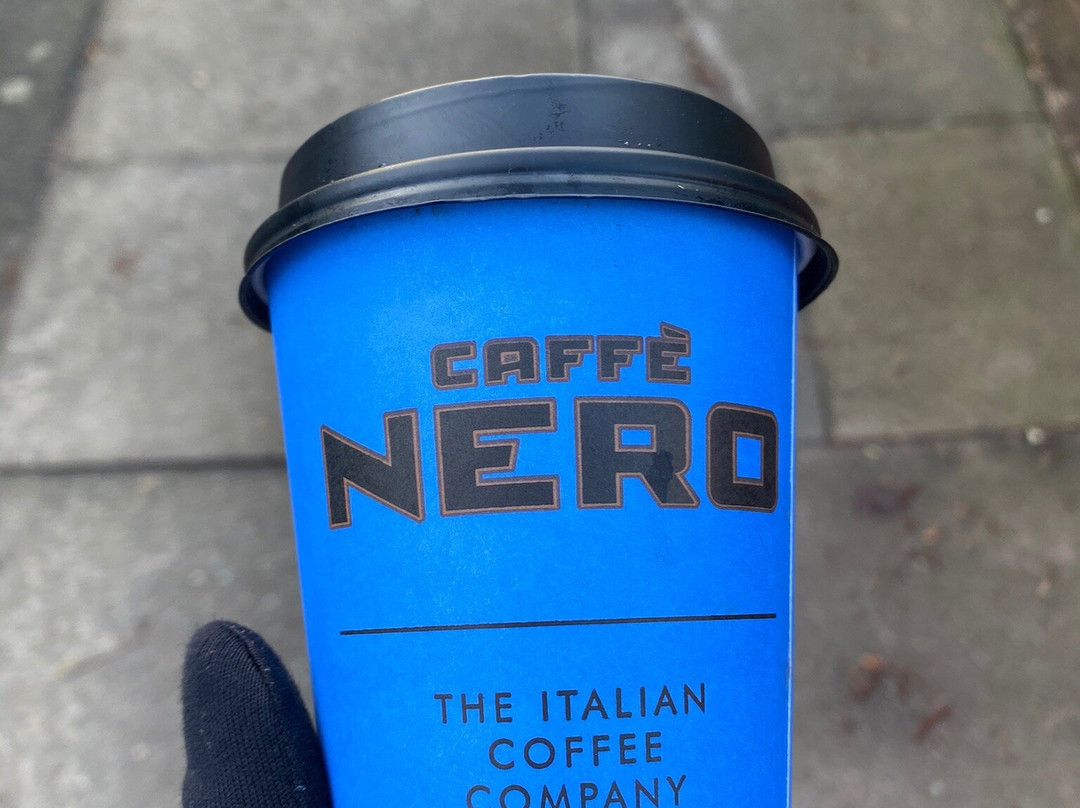 CAFFÈ
NERO
THE ITALIAN
COFFEE
COMPANY